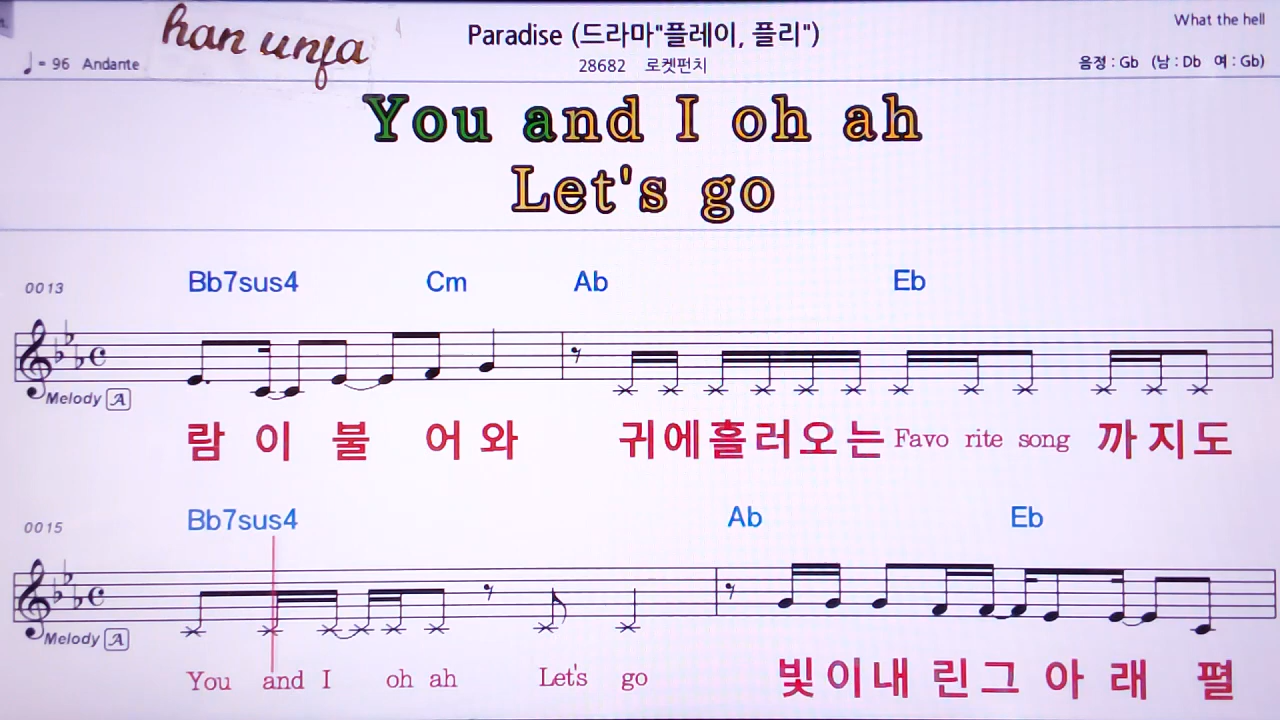 han unja
Paradise (드라마"플레이, 플리")
What the hell
♩= 96 Andante
28682 로켓펀치
음정 : Gb (남 : Db 여 : Gb)
You and I oh ah
Let's go
0013
Bb7sus4 Cm Ab Eb
Melody A
람 이 불 어 와 귀에흘러오는 Favo rite song 까지도
0015
Bb7sus4 Ab Eb
Melody A
You and I oh ah Let's go 빛이내 린그 아 래 펼